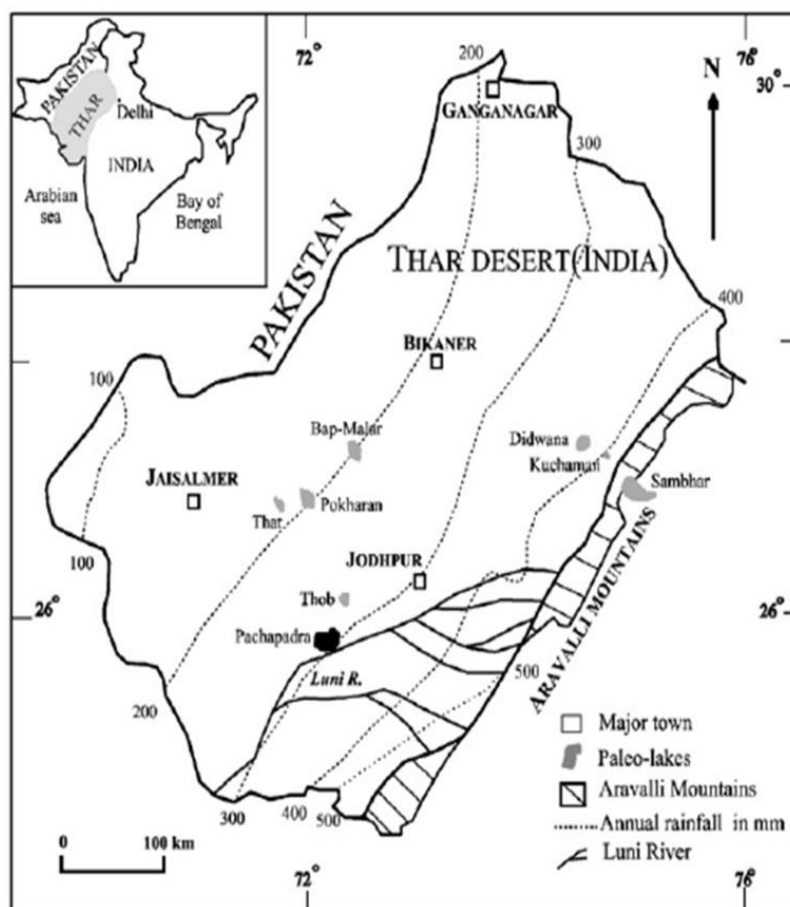 72°
76°
30°
N
PAKISTAN
THAR
Delhi
INDIA
Arabian
sea
Bay of
Bengal
200
GANGANAGAR
300
PAKISTAN
THAR DESERT(INDIA)
400
BIKANER
100
Bap-Malar
Didwana
Kuchaman
Sambhar
JAISALMER
Pokharan
That
100
JODHPUR
Thob
26°
26°
Pachapadra
ARAVALLI MOUNTAINS
Luni R.
500
200
300
400
500
Major town
Paleo-lakes
Aravalli Mountains
Annual rainfall in mm
Luni River
0
100 km
72°
76°